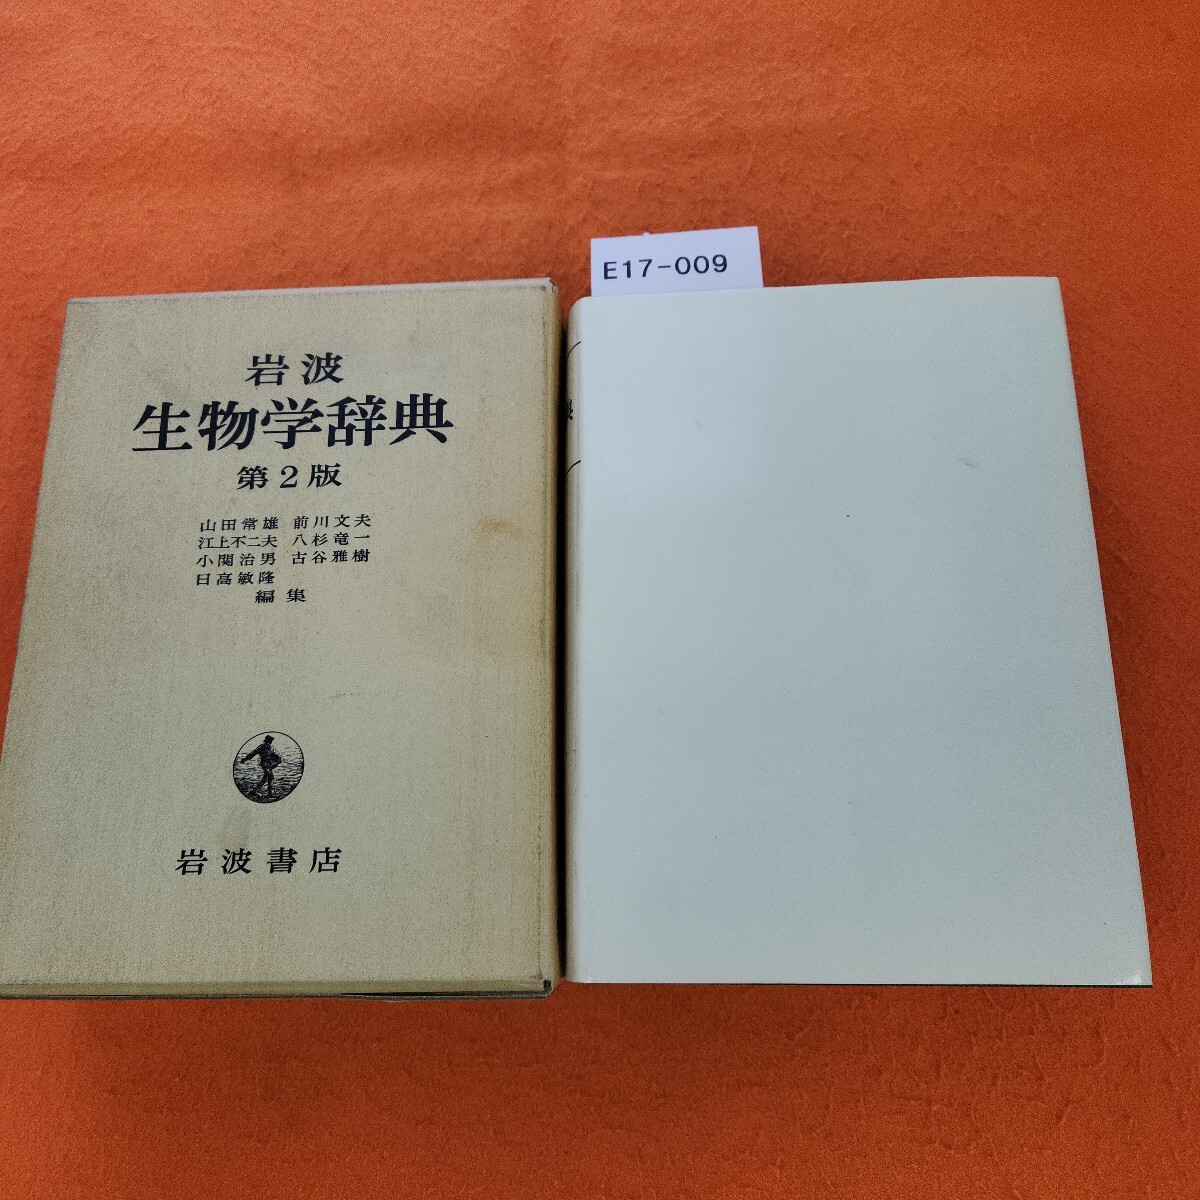 岩波
生物学辞典
第2版
山田常雄 前川文夫
江上不二夫 八杉竜一
小関治男 古谷雅樹
日高敏隆
編集
岩波書店
E17-009